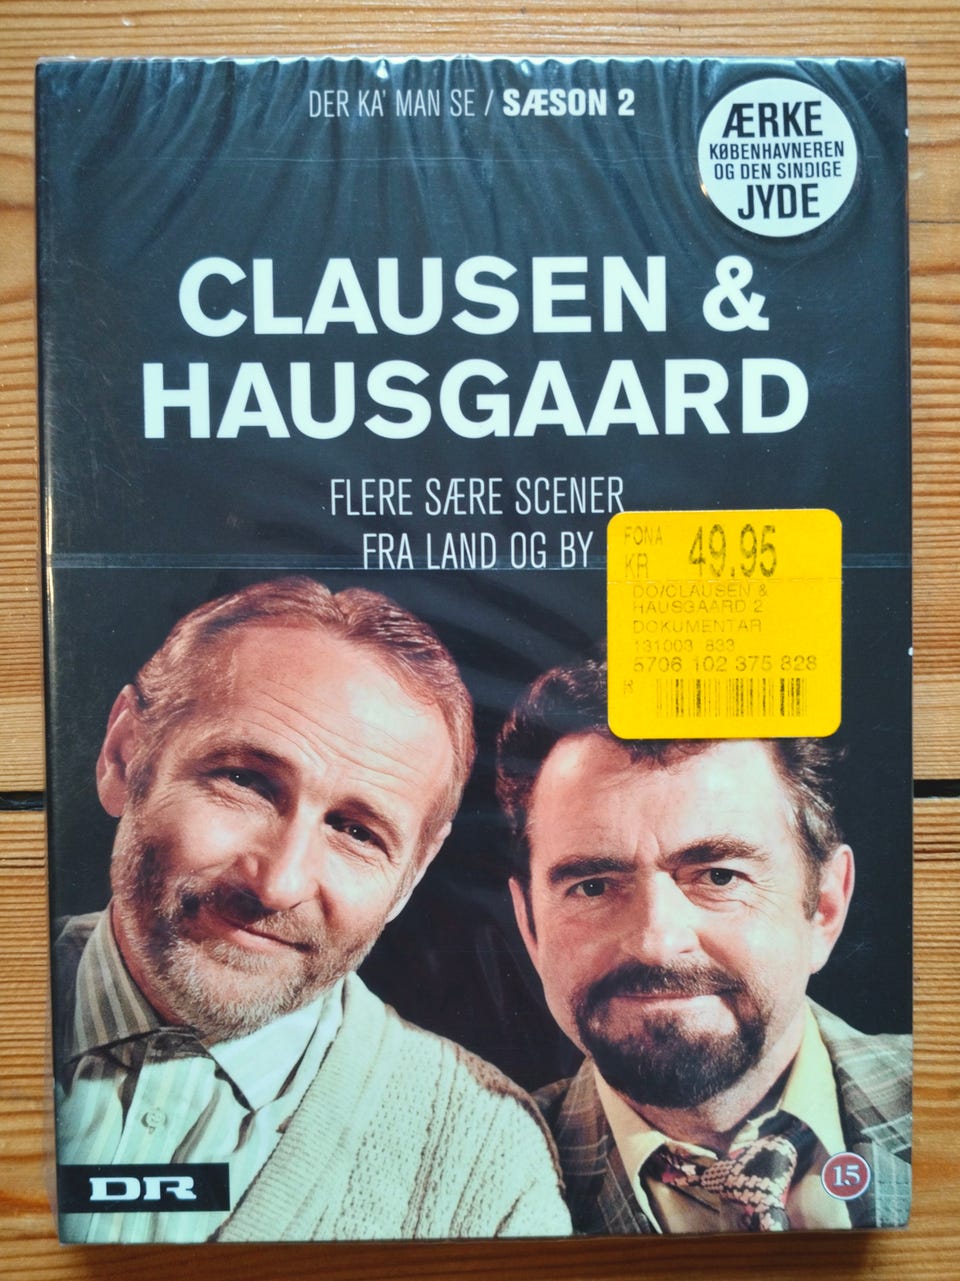 DER KA' MAN SE / SÆSON 2
ÆRKE
KØBENHAVNEREN
OG DEN SINDIGE
JYDE
CLAUSEN &
HAUSGAARD
FLERE SÆRE SCENER
FRA LAND OG BY
FONA
KR 49.95
DO/CLAUSEN &
HAUSGAARD 2
DOKUMENTAR
131003 833
5706 102 375 828
R
DR
15